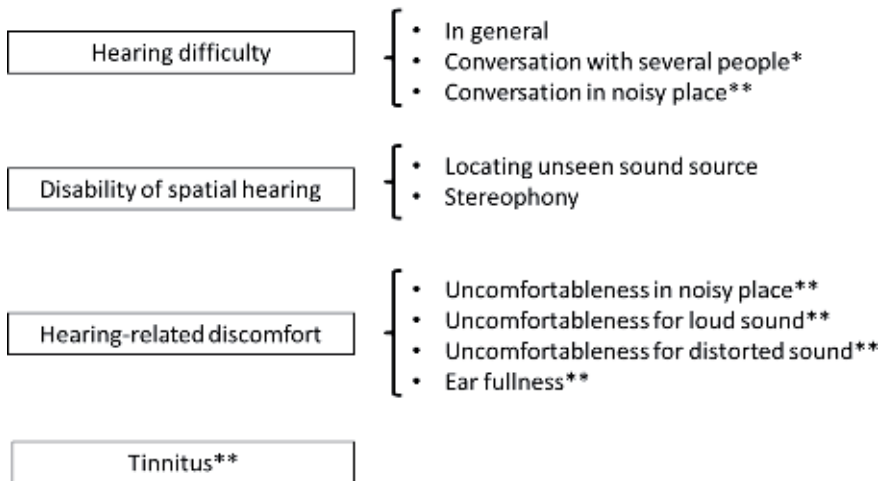 Hearing difficulty
• In general
• Conversation with several people*
• Conversation in noisy place**
Disability of spatial hearing
• Locating unseen sound source
• Stereophony
Hearing-related discomfort
• Uncomfortableness in noisy place**
• Uncomfortableness for loud sound**
• Uncomfortableness for distorted sound**
• Ear fullness**
Tinnitus**